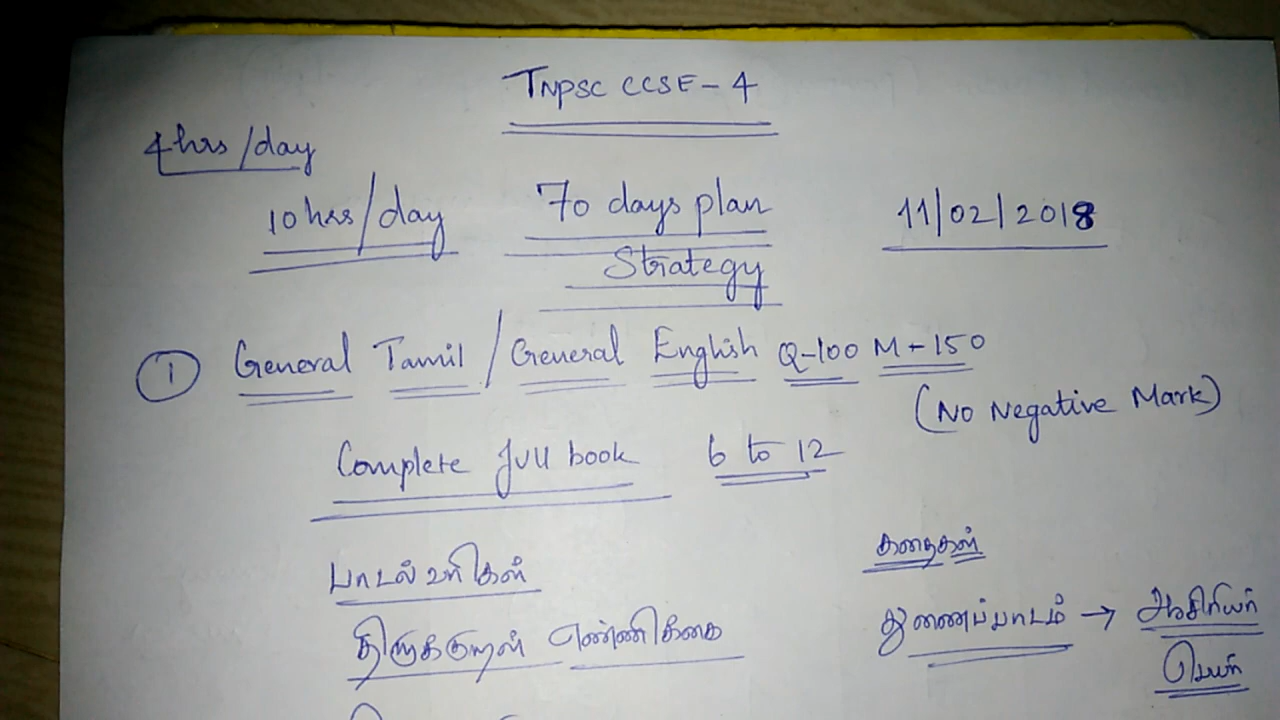 TNPSC CCSE-4
4hrs/day
10hrs/day 70 days plan 11/02/2018
Strategy
① General Tamil / General English Q-100 M-150
(No Negative Mark)
Complete full book 6 to 12
கதைகள்
பாடல் வரிகள்
துணைப்பாடம் → ஆசிரியர்
திருக்குறள் எண்ணிக்கை
பெயர்